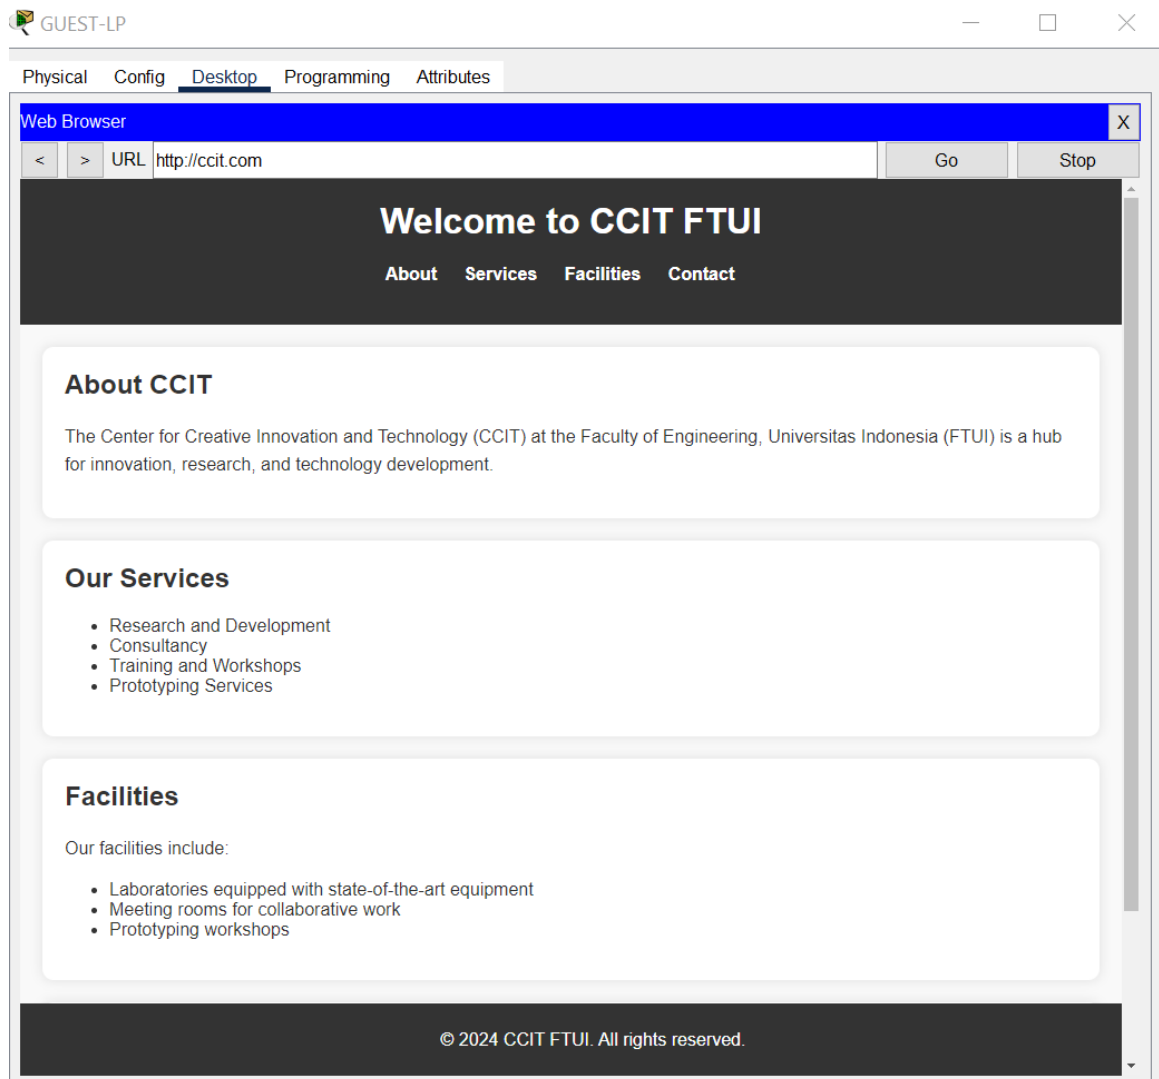 GUEST-LP
Physical Config Desktop Programming Attributes
Web Browser X
< > URL http://ccit.com Go Stop
Welcome to CCIT FTUI
About Services Facilities Contact
About CCIT
The Center for Creative Innovation and Technology (CCIT) at the Faculty of Engineering, Universitas Indonesia (FTUI) is a hub
for innovation, research, and technology development.
Our Services
• Research and Development
• Consultancy
• Training and Workshops
• Prototyping Services
Facilities
Our facilities include:
• Laboratories equipped with state-of-the-art equipment
• Meeting rooms for collaborative work
• Prototyping workshops
© 2024 CCIT FTUI. All rights reserved.